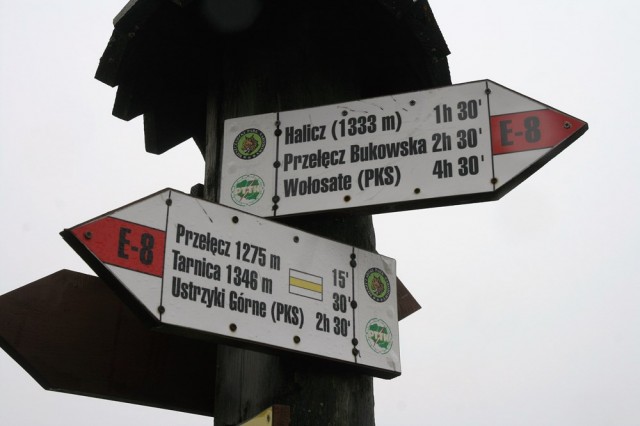 Halicz (1333 m) 1h 30'
Przełęcz Bukowska 2h 30'
Wołosate (PKS) 4h 30'
E-8
E-8
Przełęcz 1275 m 15'
Tarnica 1346 m 30'
Ustrzyki Górne (PKS) 2h 30'